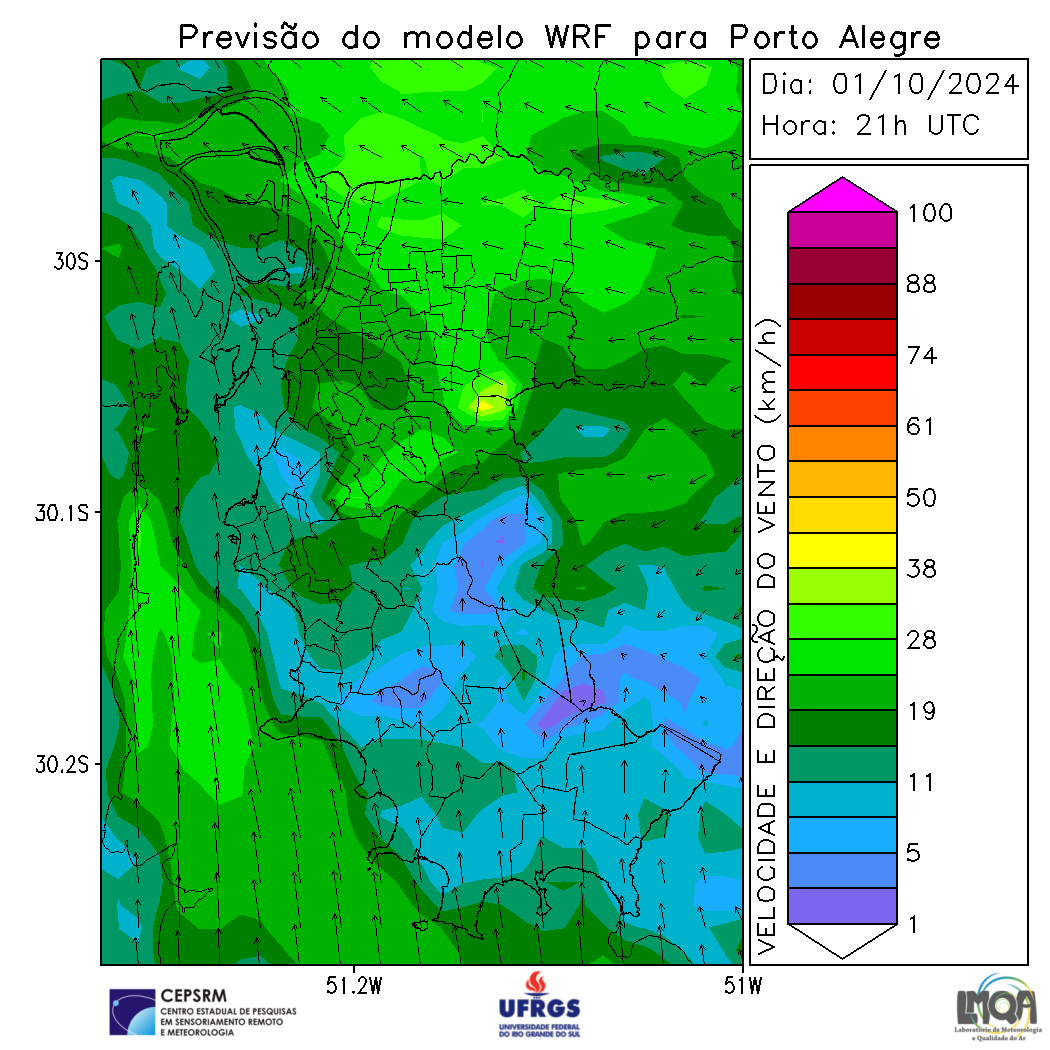 Previsão do modelo WRF para Porto Alegre
Dia: 01/10/2024
Hora: 21h UTC
30S
30.1S
30.2S
51.2W
51W
VELOCIDADE E DIREÇÃO DO VENTO (km/h)
100
88
74
61
50
38
28
19
11
5
1
CEPSRM
CENTRO ESTADUAL DE PESQUISAS
EM SENSORIAMENTO REMOTO
E METEOROLOGIA
UFRGS
UNIVERSIDADE FEDERAL
DO RIO GRANDE DO SUL
LMQA
Laboratório de Meteorologia
e Qualidade do Ar